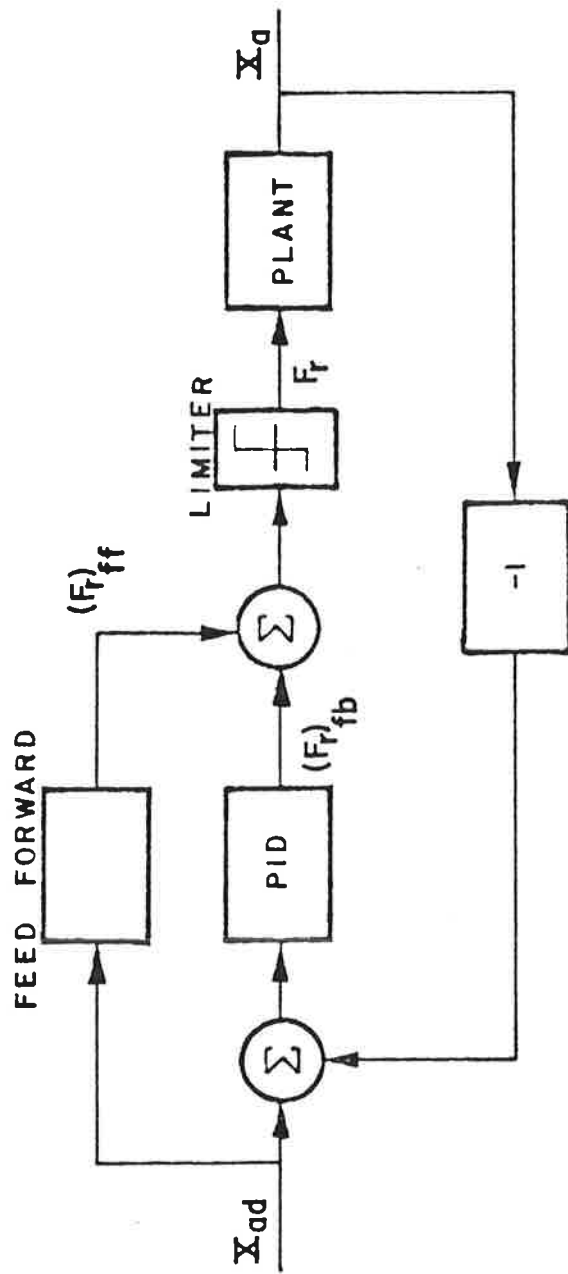 FEED FORWARD
(Fr)ff
LIMITER
Xad
Σ
PID
(Fr)fb
Σ
Fr
PLANT
Xa
-1